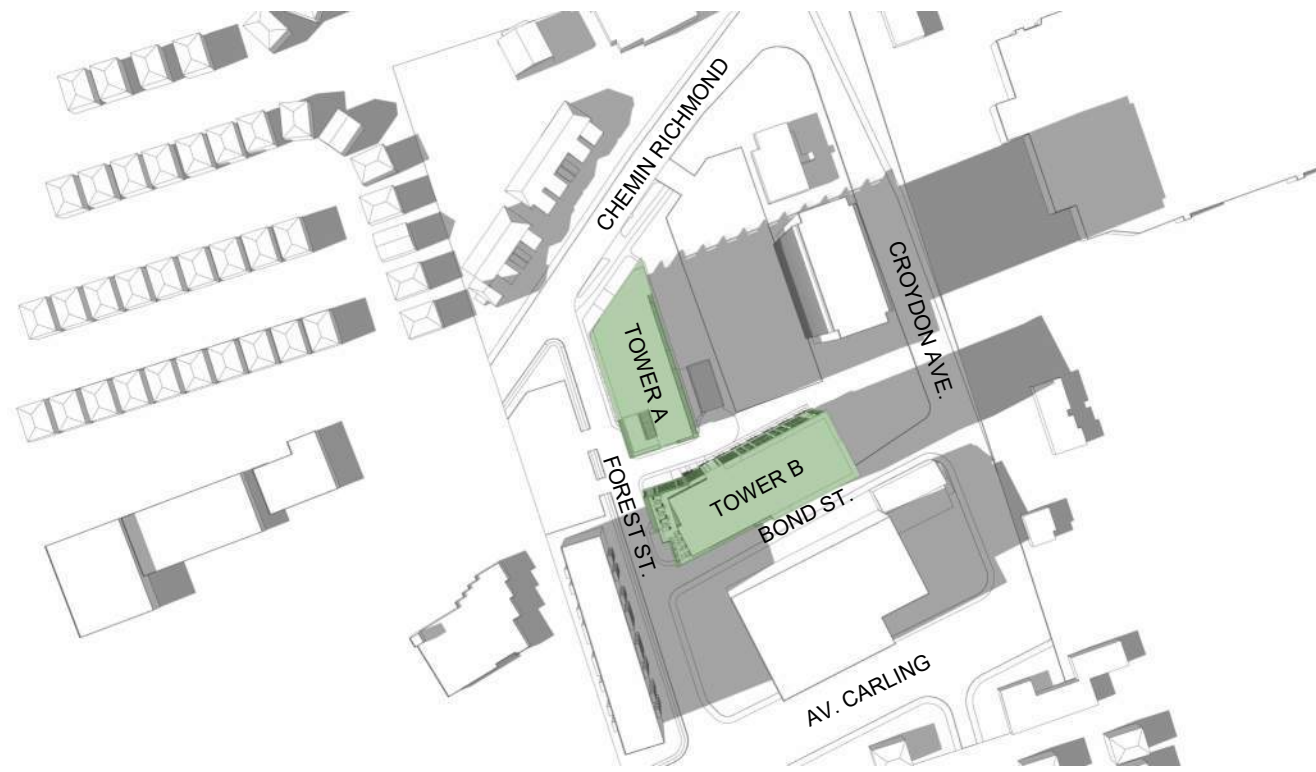 CHEMIN RICHMOND
CROYDON AVE.
TOWER A
TOWER B
FOREST ST.
BOND ST.
AV. CARLING